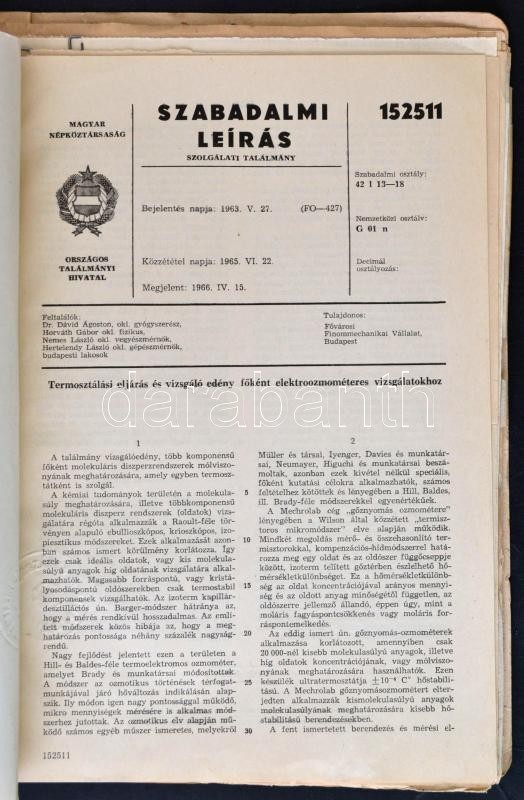 MAGYAR
NÉPKÖZTÁRSASÁG
ORSZÁGOS
TALÁLMÁNYI
HIVATAL
SZABADALMI
LEÍRÁS
SZOLGÁLATI TALÁLMÁNY
Bejelentés napja: 1963. V. 27. (FO—427)
Közzététel napja: 1965. VI. 22.
Megjelent: 1966. IV. 15.
152511
Szabadalmi osztály:
42 l 13—18
Nemzetközi osztály:
G 01 n
Decimál
osztályozás:
Feltalálók:
Dr. Dávid Ágoston, okl. gyógyszerész,
Horváth Gábor okl. fizikus,
Nemes László okl. vegyészmérnök,
Hertelendy László okl. gépészmérnök,
budapesti lakosok
Tulajdonos:
Fővárosi
Finommechanikai Vállalat,
Budapest
Termosztálási eljárás és vizsgáló edény főként elektroozmométeres vizsgálatokhoz
darabanth
1
A találmány vizsgálóedény, több komponensű
főként molekuláris diszperzrendszerek mólviszo-
nyának meghatározására, amely egyben termosz-
tátként is szolgál.
A kémiai tudományok területén a molekula-
súly meghatározására, illetve többkomponensű
molekuláris diszperz rendszerek (oldatok) vizs-
gálatára régóta alkalmazzák a Raoult-féle tör-
vényen alapuló ebullioszkópos, krioszkópos, izo-
piesztikus módszereket. Ezek alkalmazását azon-
ban számos ismert körülmény korlátozza. Így
ezek csak ideális oldatok, vagy kis molekula-
súlyú anyagok híg oldatának vizsgálatára alkal-
mazhatók. Magasabb forráspontú, vagy kristá-
lyosodáspontú oldószerekben csak termostabil
komponensek vizsgálhatók. Az izoterm kapillár-
desztillációs ún. Barger-módszer hátránya az,
hogy a mérés rendkívül hosszadalmas. Az emlí-
tett módszerek közös hibája az, hogy a meg-
határozás pontossága néhány százalék nagyság-
rendű.
Nagy fejlődést jelentett ezen a területen a
Hill- és Baldes-féle termoelektromos ozmométer,
amelyet Brady és munkatársai módosítottak.
A módszer az ozmotikus történések térfogat-
munkájával járó hőváltozás indikálásán alap-
szik. Ily módon igen nagy pontossággal működő,
mikro mennyiségek mérésére is alkalmas mód-
szerhez jutottak. Az ozmotikus elv alapján mű-
ködő számos egyéb műszer ismeretes, melyekről
5
10
15
20
25
30
2
Müller és társai, Iyenger, Davies és munkatár-
sai, Neumayer, Higuchi és munkatársai beszá-
moltak, azonban ezek kivétel nélkül speciális,
főként kutatási célokra alkalmazhatók, számos
feltételhez kötöttek és lényegében a Hill, Baldes,
ill. Brady-féle módszerekkel egyenértékűek.
A Mechrolab cég „gőznyomás ozmométere”
lényegében a Wilson által közzétett „termisz-
toros mikromódszer” elve alapján működik.
Mindkét megoldás mérő- és összehasonlító ter-
misztorokkal, kompenzációs-hídmódszerrel hatá-
rozza meg egy oldat és az oldószer függőcseppje
között, izoterm telített gőztérben észlelhető hő-
mérsékletkülönbséget. Ez a hőmérsékletkülönb-
ség az oldat koncentrációjával arányos mennyi-
ség és az oldott anyag minőségétől független, az
oldószerre jellemző állandó, éppen úgy, mint a
moláris fagyáspontcsökkenés vagy moláris for-
ráspontemelkedés.
Az eddig ismert ún. gőznyomás-ozmométerek
alkalmazása korlátozott, amennyiben csak
20 000-nél kisebb molekulasúlyú anyagok, illetve
híg oldatok koncentrációjának, vagy mólviszo-
nyának meghatározására használhatók. Ezen
készülék ultratermosztátja ±10⁻⁴ C° hőstabili-
tású. A Mechrolab gőznyomásozmométert elter-
jedten alkalmazzák kismolekulasúlyú anyagok
molekulasúlyának meghatározására kisebb hő-
stabilitású berendezésekben.
A fent ismertetett berendezés és mérési el-
152511